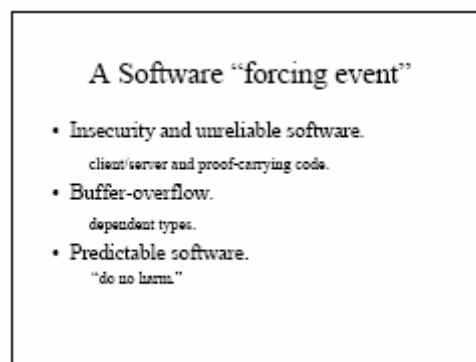 A Software “forcing event”
• Insecurity and unreliable software.
client/server and proof-carrying code.
• Buffer-overflow.
dependent types.
• Predictable software.
“do no harm.”